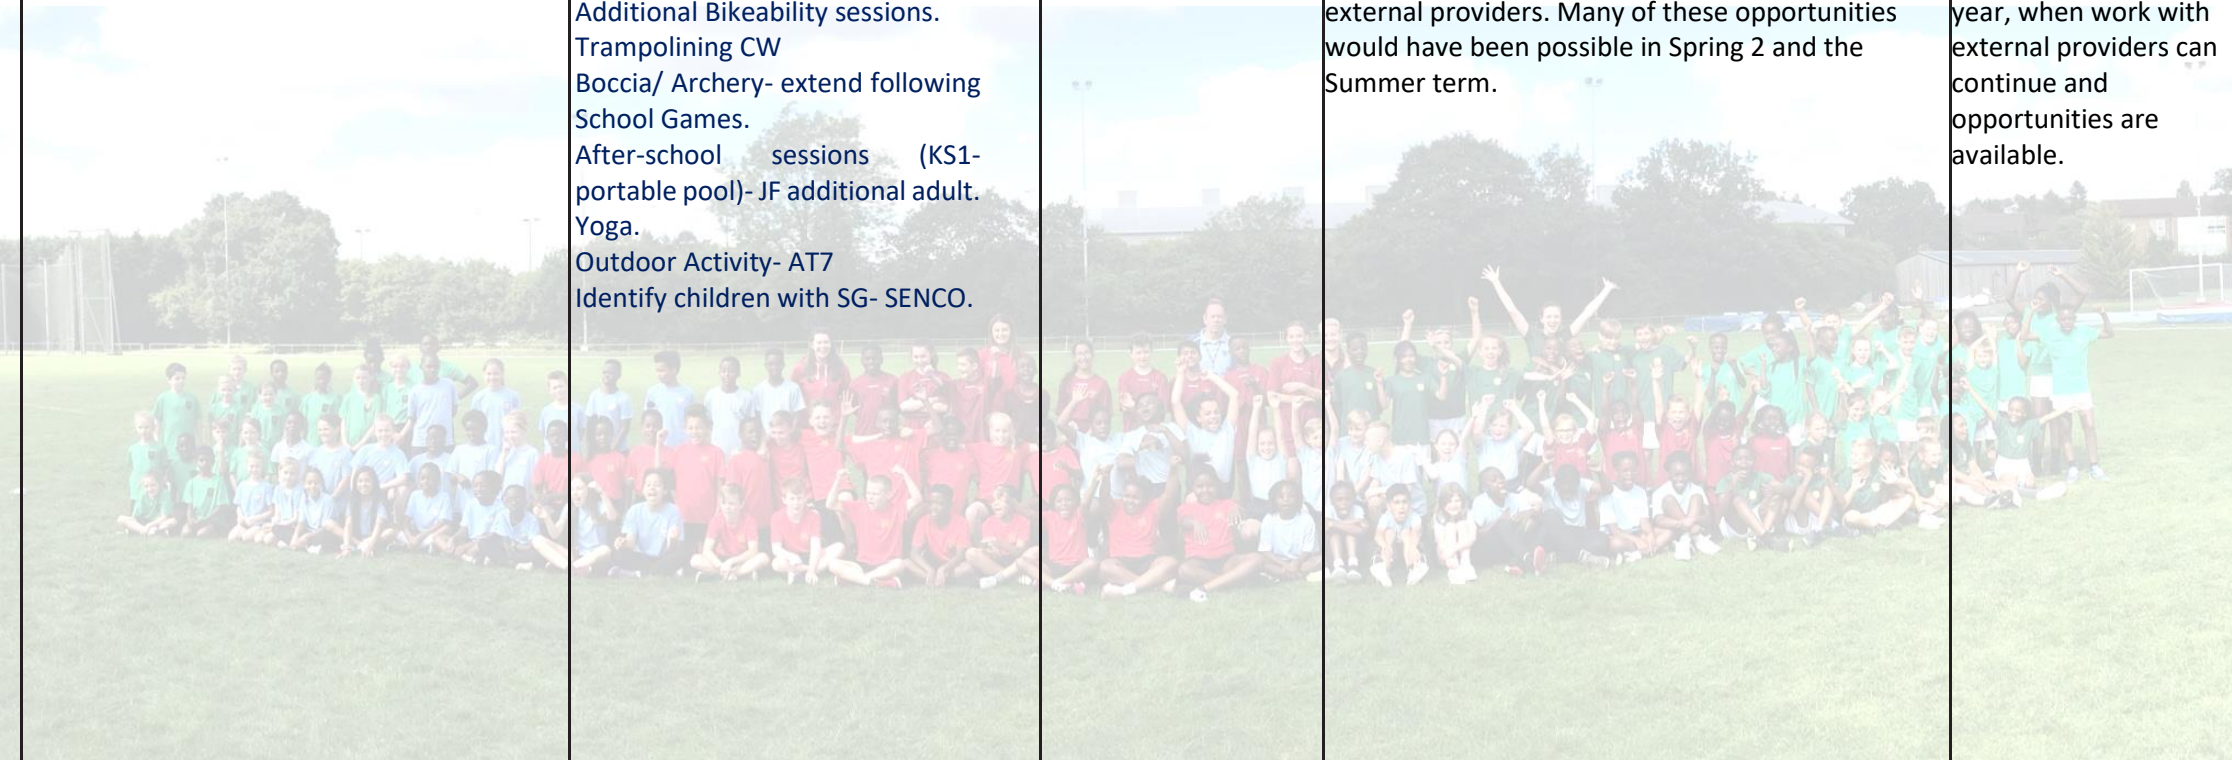 Additional Bikeability sessions.
Trampolining CW
Boccia/ Archery- extend following
School Games.
After-school sessions (KS1-
portable pool)- JF additional adult.
Yoga.
Outdoor Activity- AT7
Identify children with SG- SENCO.
external providers. Many of these opportunities
would have been possible in Spring 2 and the
Summer term.
year, when work with
external providers can
continue and
opportunities are
available.